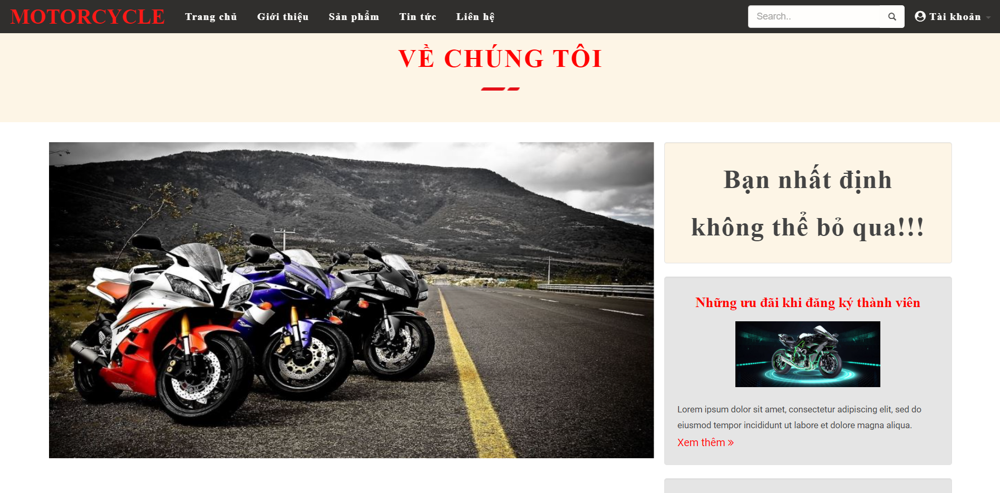 MOTORCYCLE Trang chủ Giới thiệu Sản phẩm Tin tức Liên hệ Search.. Tài khoản
VỀ CHÚNG TÔI
Bạn nhất định
không thể bỏ qua!!!
Những ưu đãi khi đăng ký thành viên
R6
Lorem ipsum dolor sit amet, consectetur adipiscing elit, sed do
eiusmod tempor incididunt ut labore et dolore magna aliqua.
Xem thêm »